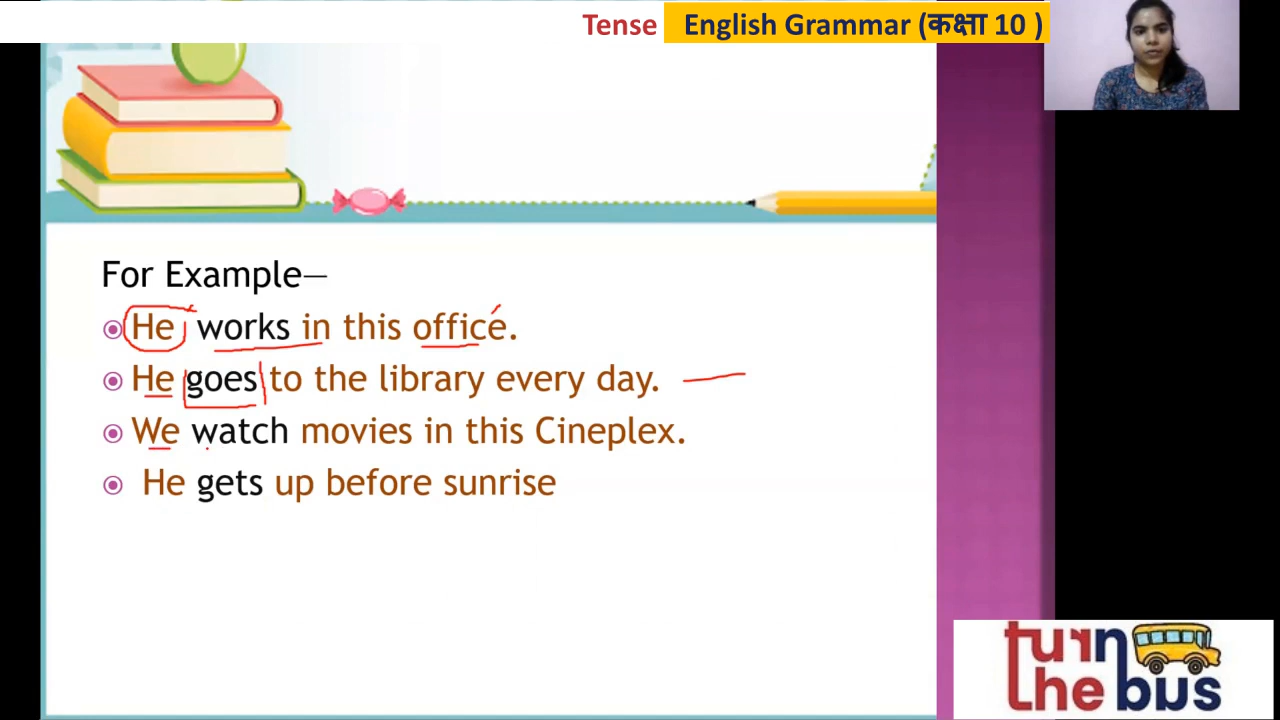 Tense English Grammar (कक्षा 10 )
For Example—
He works in this office.
He goes to the library every day.
We watch movies in this Cineplex.
He gets up before sunrise
turn
the bus